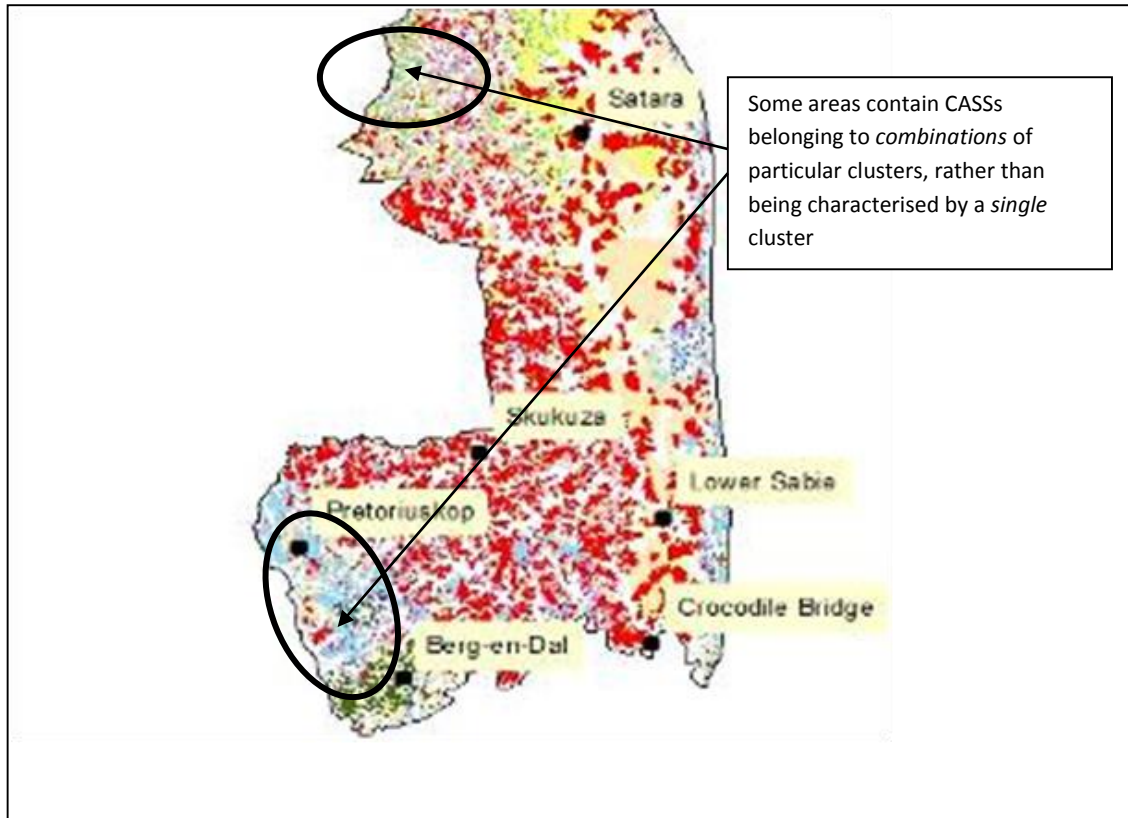 Satara
Some areas contain CASSs
belonging to combinations of
particular clusters, rather than
being characterised by a single
cluster
Skukuza
Lower Sabie
Pretoriuskop
Crocodile Bridge
Berg-en-Dal